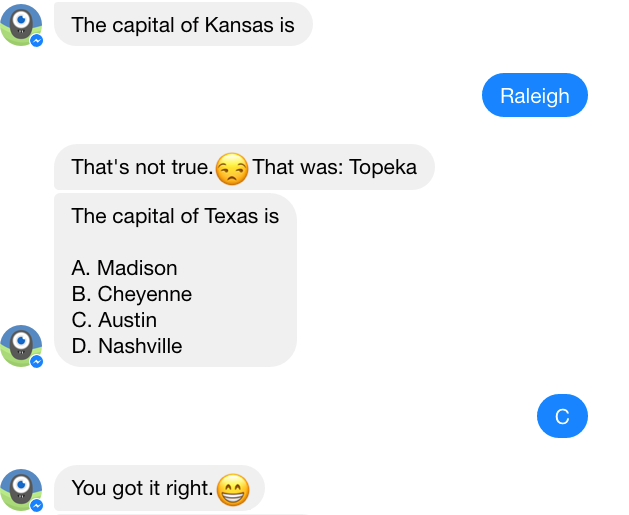 The capital of Kansas is
Raleigh
That's not true.😒That was: Topeka
The capital of Texas is
A. Madison
B. Cheyenne
C. Austin
D. Nashville
C
You got it right.😁